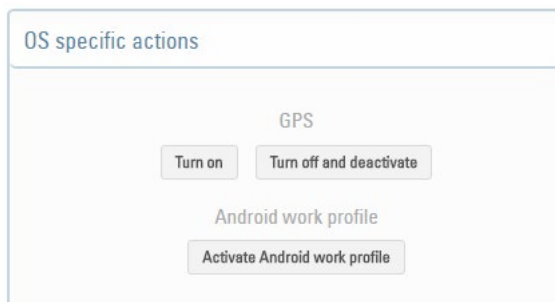 OS specific actions
GPS
Turn on Turn off and deactivate
Android work profile
Activate Android work profile